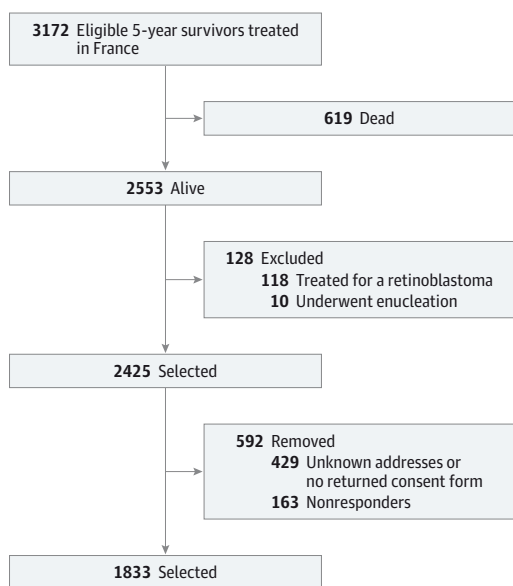 3172 Eligible 5-year survivors treated
in France
619 Dead
2553 Alive
128 Excluded
118 Treated for a retinoblastoma
10 Underwent enucleation
2425 Selected
592 Removed
429 Unknown addresses or
no returned consent form
163 Nonresponders
1833 Selected